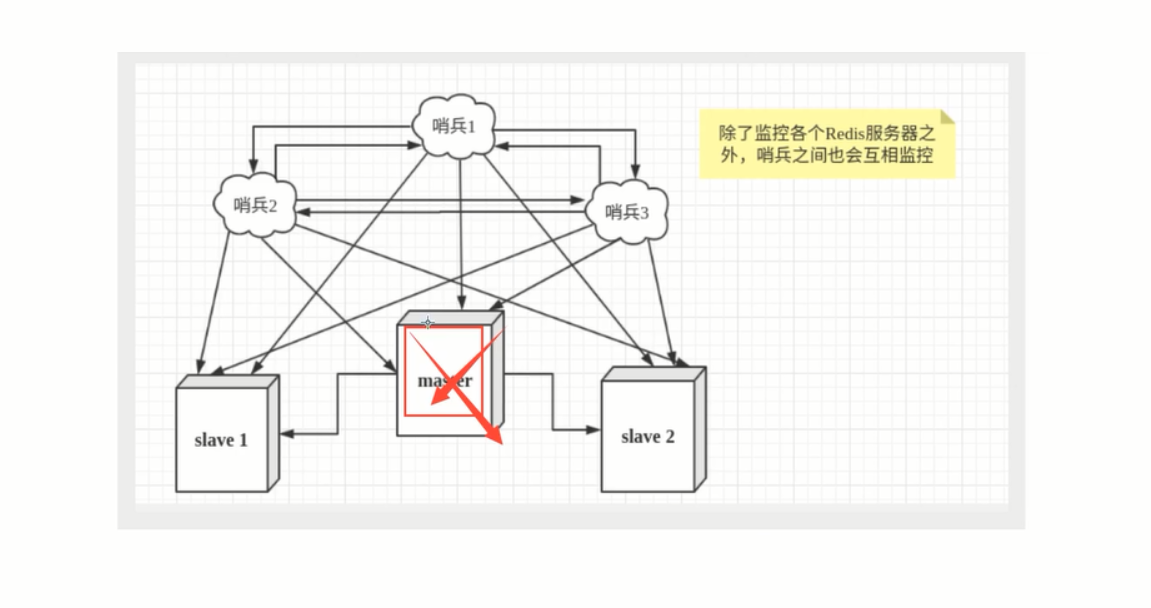 哨兵1
除了监控各个Redis服务器之
外，哨兵之间也会互相监控
哨兵2
哨兵3
master
slave 1
slave 2